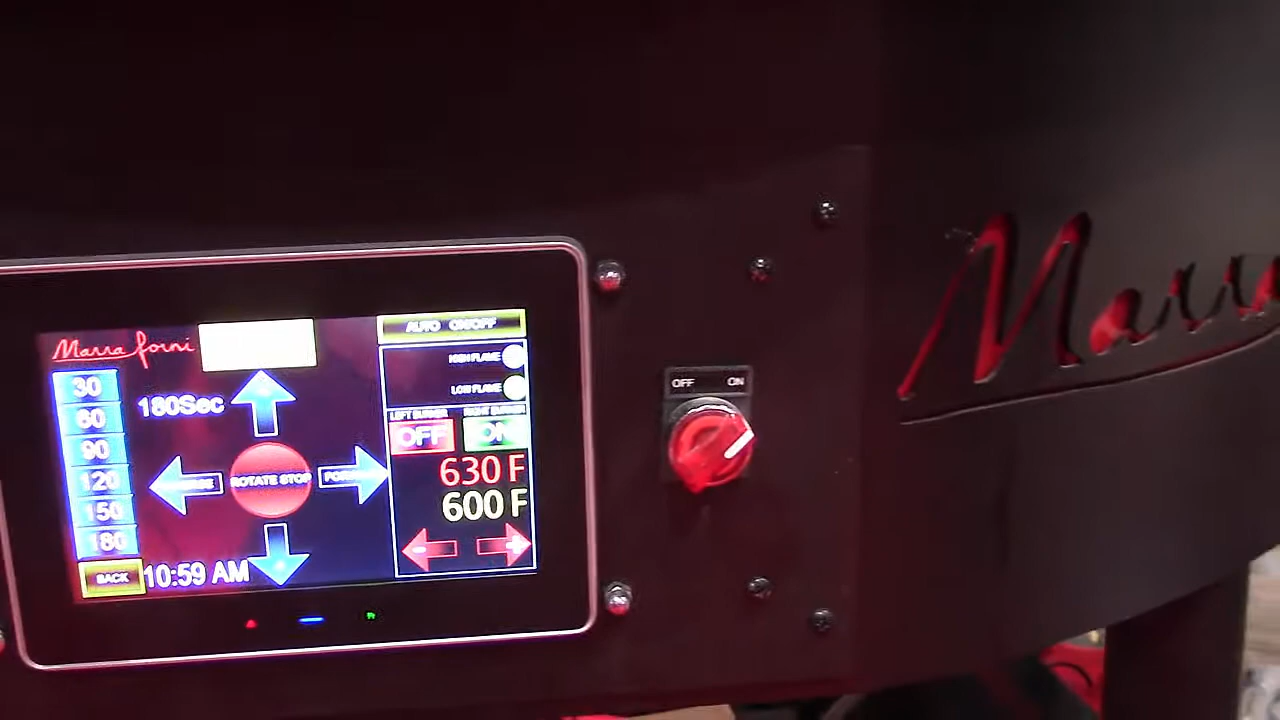 Marra forni
AUTO ON/OFF
HIGH FLAME
30
180Sec
LOW FLAME
60
LEFT BURNER RIGHT BURNER
OFF ON
90
120
ROTATE STOP
630 F
150
600 F
180
BACK
10:59 AM
OFF ON
Marra